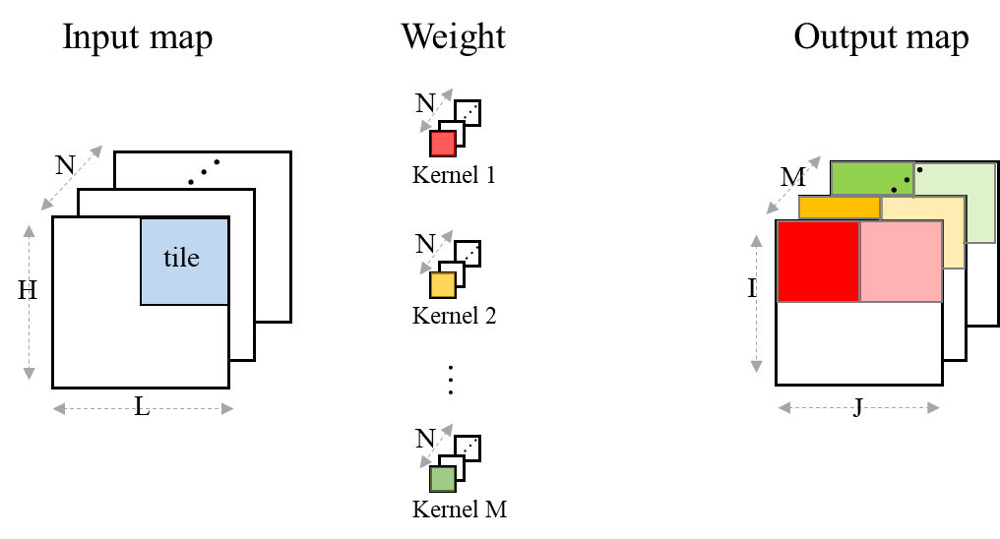 Input map
Weight
Output map
N
H
tile
L
N
Kernel 1
N
Kernel 2
N
Kernel M
M
I
J